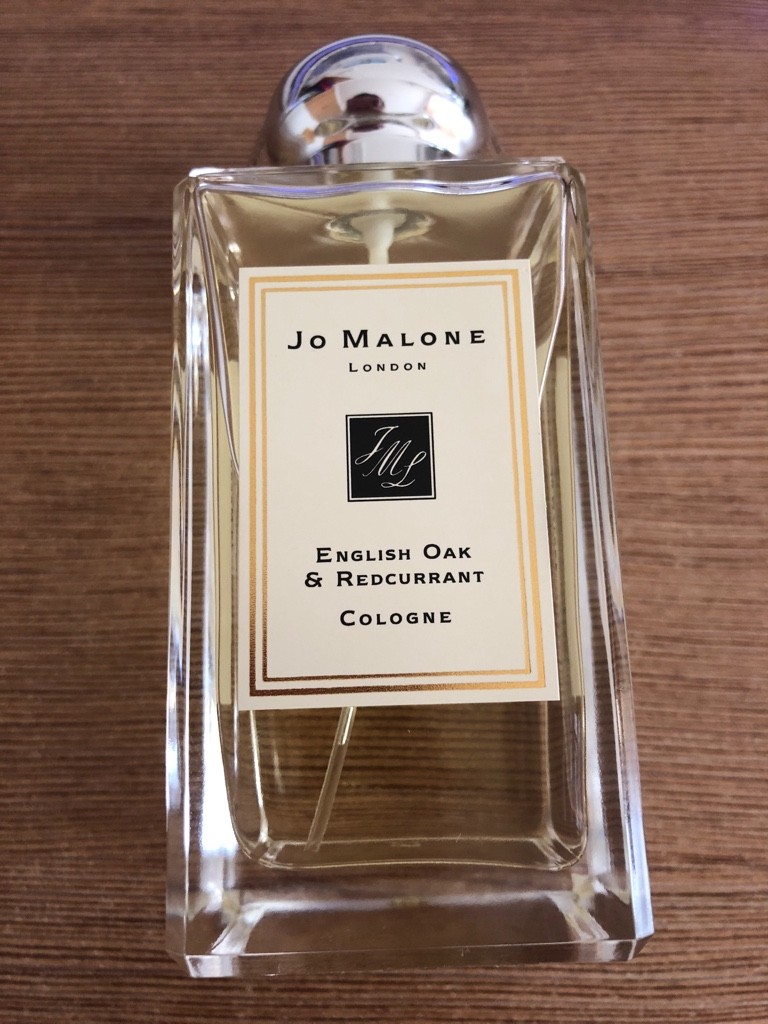 Jo Malone
London
JML
English Oak
& Redcurrant
Cologne